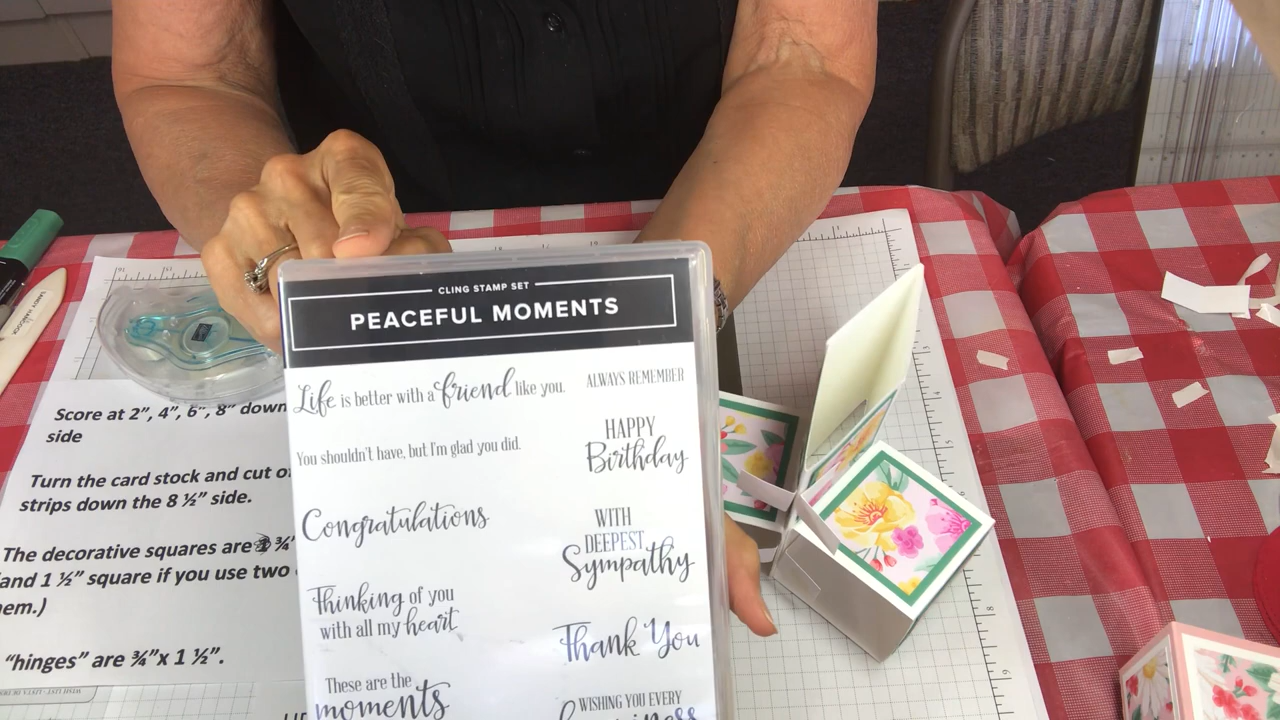 CLING STAMP SET
PEACEFUL MOMENTS
Life is better with a friend like you.
ALWAYS REMEMBER
You shouldn't have, but I'm glad you did.
HAPPY
Birthday
Congratulations
WITH
DEEPEST
Sympathy
Thinking of you
with all my heart
Thank You
These are the
moments
WISHING YOU EVERY
Score at 2”, 4”, 6”, 8” down
side
Turn the card stock and cut
strips down the 8 ½” side.
The decorative squares are ¾”
and 1 ½” square if you use two
em.)
“hinges” are ¾”x 1 ½”.